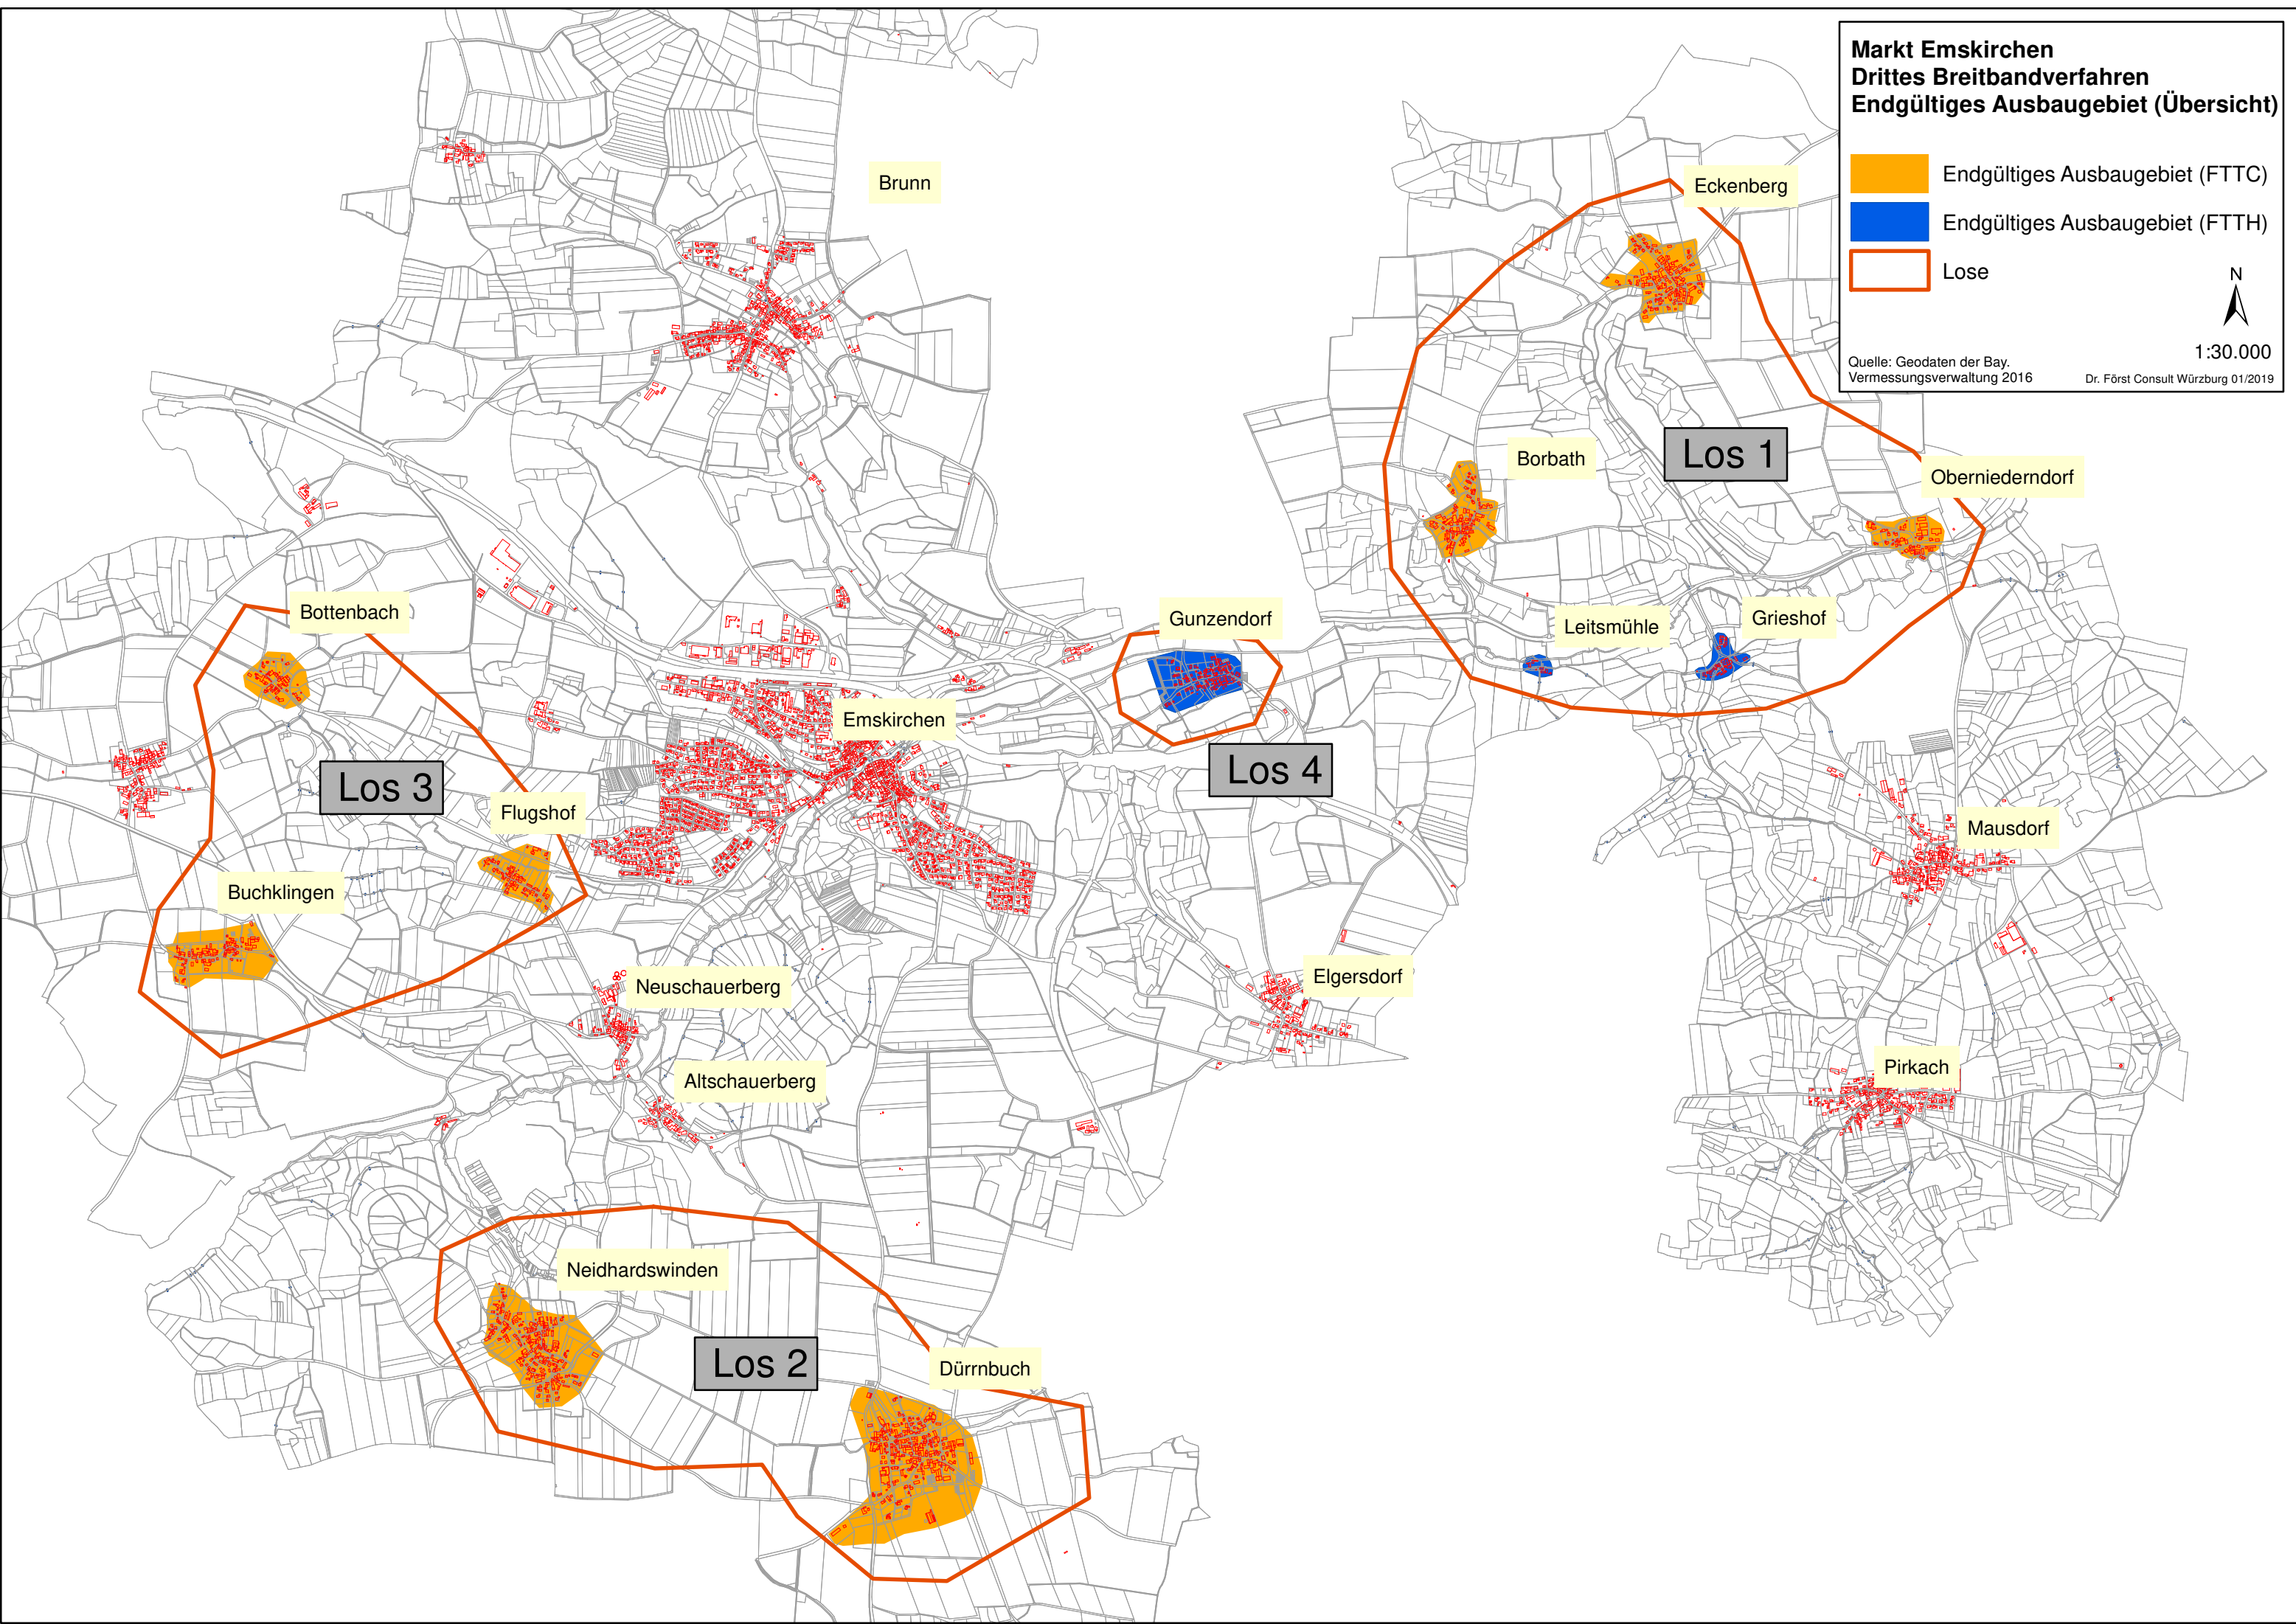 Markt Emskirchen
Drittes Breitbandverfahren
Endgültiges Ausbaugebiet (Übersicht)
Endgültiges Ausbaugebiet (FTTC)
Endgültiges Ausbaugebiet (FTTH)
Lose
N
1:30.000
Quelle: Geodaten der Bay.
Vermessungsverwaltung 2016
Dr. Först Consult Würzburg 01/2019
Brunn
Eckenberg
Borbath
Los 1
Oberniederndorf
Bottenbach
Gunzendorf
Leitsmühle
Grieshof
Emskirchen
Los 4
Los 3
Flugshof
Mausdorf
Buchklingen
Neuschauerberg
Elgersdorf
Altschauerberg
Pirkach
Neidhardswinden
Los 2
Dürrnbuch